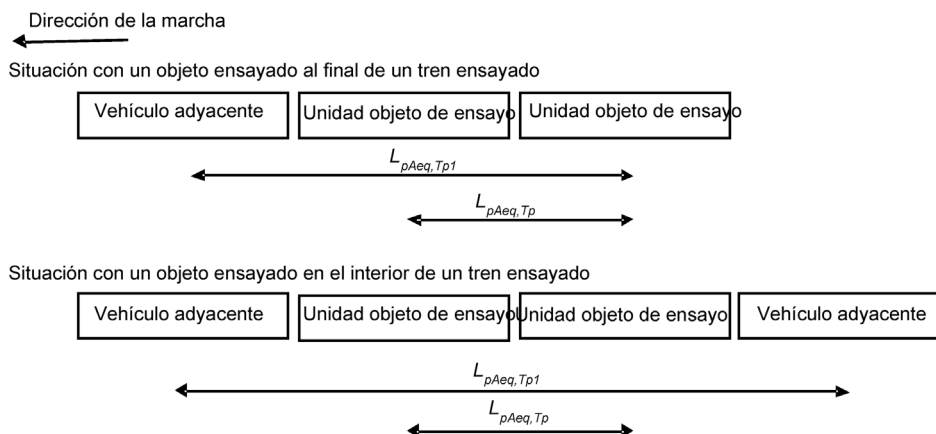 Dirección de la marcha
Situación con un objeto ensayado al final de un tren ensayado
Vehículo adyacente Unidad objeto de ensayo Unidad objeto de ensayo
LpAeq,Tp1
LpAeq,Tp
Situación con un objeto ensayado en el interior de un tren ensayado
Vehículo adyacente Unidad objeto de ensayo Unidad objeto de ensayo Vehículo adyacente
LpAeq,Tp1
LpAeq,Tp